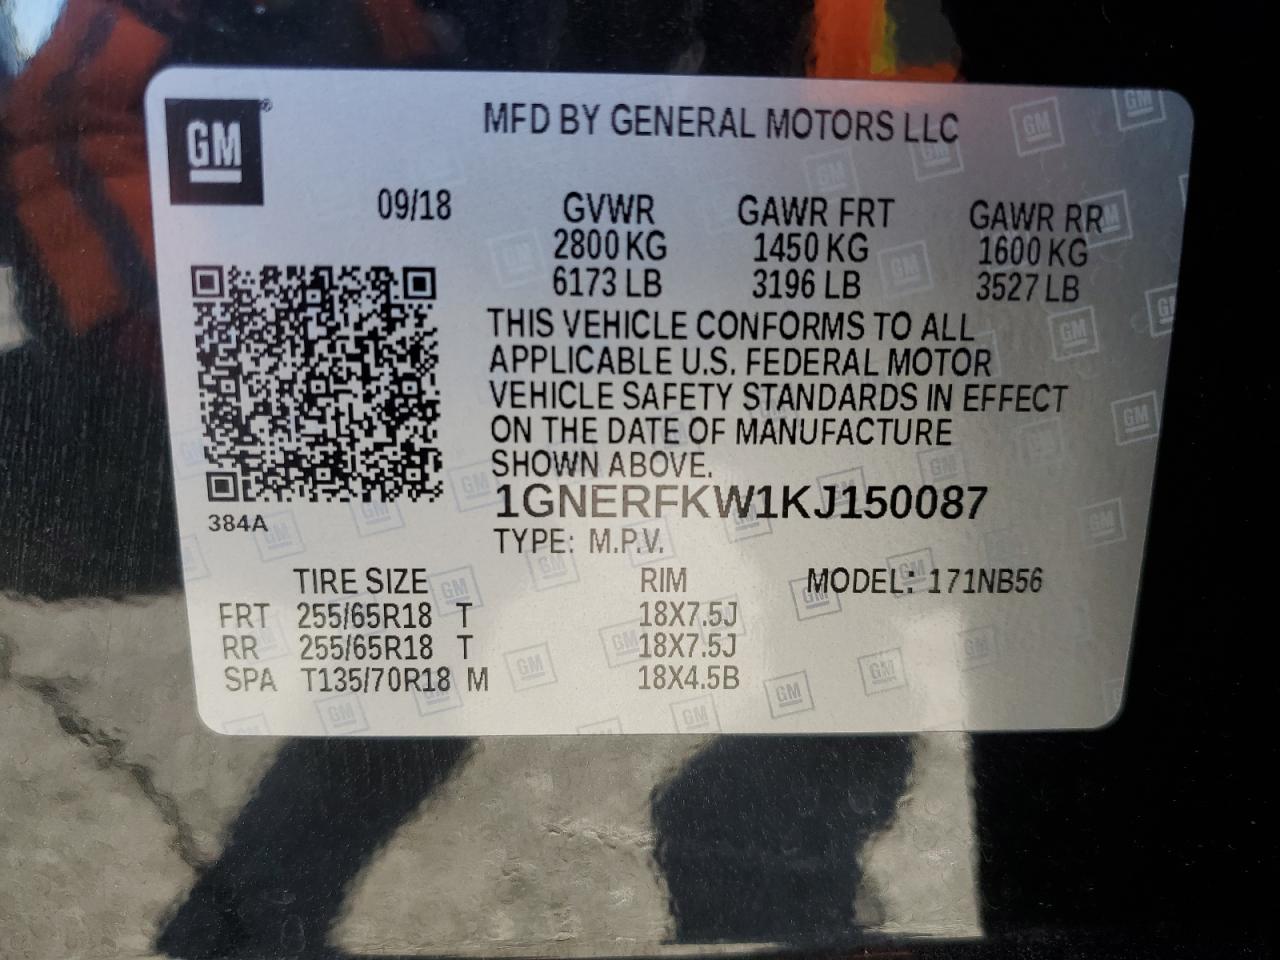 GM®
MFD BY GENERAL MOTORS LLC
09/18 GVWR GAWR FRT GAWR RR
2800 KG 1450 KG 1600 KG
6173 LB 3196 LB 3527 LB
THIS VEHICLE CONFORMS TO ALL
APPLICABLE U.S. FEDERAL MOTOR
VEHICLE SAFETY STANDARDS IN EFFECT
ON THE DATE OF MANUFACTURE
SHOWN ABOVE.
384A 1GNERFKW1KJ150087
TYPE: M.P.V.
TIRE SIZE RIM MODEL: 171NB56
FRT 255/65R18 T 18X7.5J
RR 255/65R18 T 18X7.5J
SPA T135/70R18 M 18X4.5B